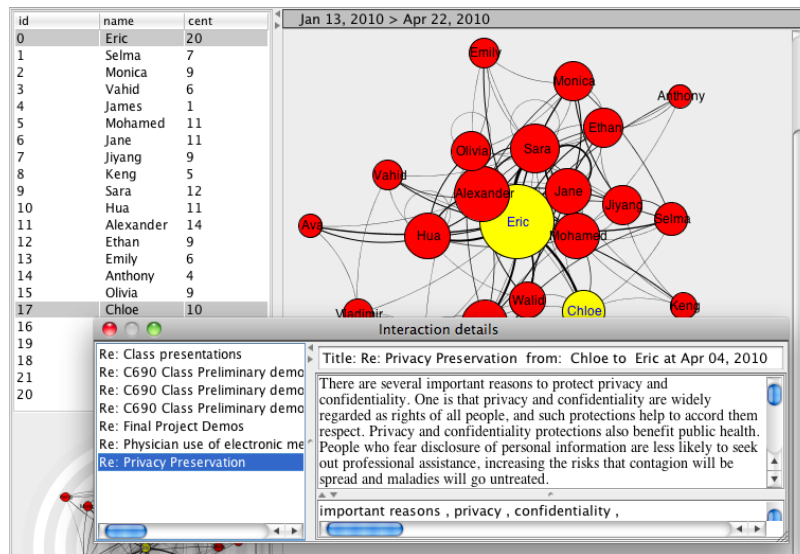 id name cent
0 Eric 20
1 Selma 7
2 Monica 9
3 Vahid 6
4 James 1
5 Mohamed 11
6 Jane 11
7 Jiyang 9
8 Keng 5
9 Sara 12
10 Hua 11
11 Alexander 14
12 Ethan 9
13 Emily 6
14 Anthony 4
15 Olivia 9
17 Chloe 10
16
19
18
21
20
Jan 13, 2010 > Apr 22, 2010
Emily
Monica
Anthony
Ethan
Sara
Olivia
Vahid
Alexander
Jane
Jiyang
Selma
Ava
Eric
Hua
Mohamed
Walid
Keng
Chloe
Vladimir
Interaction details
Re: Class presentations
Re: C690 Class Preliminary demo
Re: C690 Class Preliminary demo
Re: C690 Class Preliminary demo
Re: Final Project Demos
Re: Physician use of electronic me
Re: Privacy Preservation
Title: Re: Privacy Preservation from: Chloe to Eric at Apr 04, 2010
There are several important reasons to protect privacy and
confidentiality. One is that privacy and confidentiality are widely
regarded as rights of all people, and such protections help to accord them
respect. Privacy and confidentiality protections also benefit public health.
People who fear disclosure of personal information are less likely to seek
out professional assistance, increasing the risks that contagion will be
spread and maladies will go untreated.
important reasons , privacy , confidentiality ,